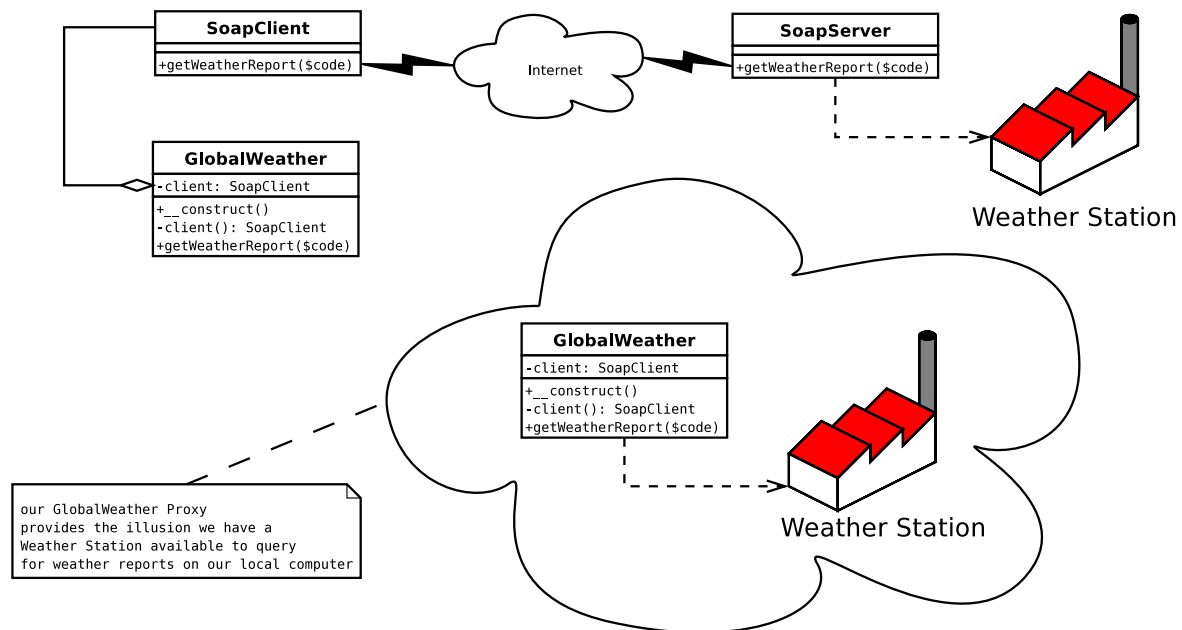 SoapClient
+getWeatherReport($code)
Internet
SoapServer
+getWeatherReport($code)
Weather Station
GlobalWeather
-client: SoapClient
+__construct()
-client(): SoapClient
+getWeatherReport($code)
GlobalWeather
-client: SoapClient
+__construct()
-client(): SoapClient
+getWeatherReport($code)
Weather Station
our GlobalWeather Proxy
provides the illusion we have a
Weather Station available to query
for weather reports on our local computer